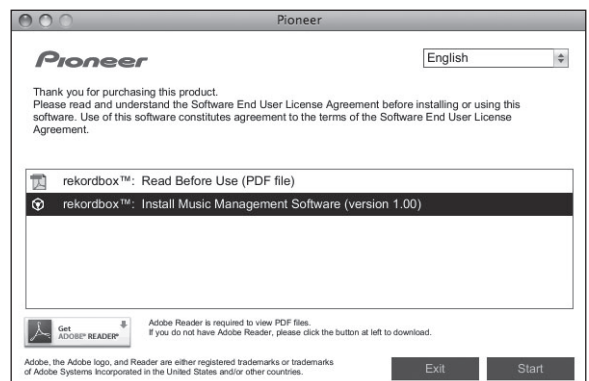 Pioneer
Pioneer
English
Thank you for purchasing this product.
Please read and understand the Software End User License Agreement before installing or using this
software. Use of this software constitutes agreement to the terms of the Software End User License
Agreement.
rekordbox™: Read Before Use (PDF file)
rekordbox™: Install Music Management Software (version 1.00)
Get
ADOBE® READER®
Adobe Reader is required to view PDF files.
If you do not have Adobe Reader, please click the button at left to download.
Adobe, the Adobe logo, and Reader are either registered trademarks or trademarks
of Adobe Systems Incorporated in the United States and/or other countries.
Exit
Start